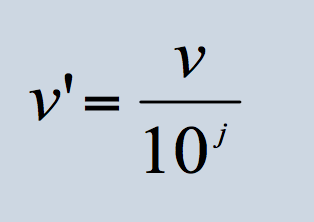 v' = v / 10^j